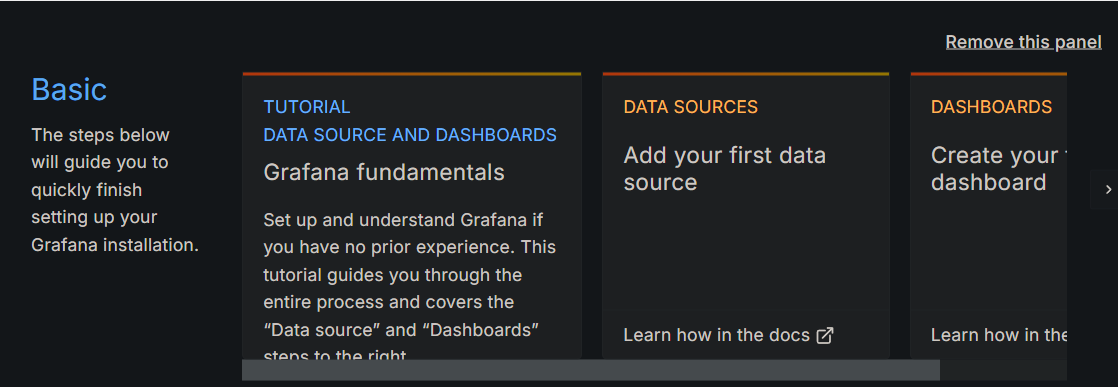 Remove this panel
Basic
The steps below
will guide you to
quickly finish
setting up your
Grafana installation.
TUTORIAL
DATA SOURCE AND DASHBOARDS
Grafana fundamentals
Set up and understand Grafana if
you have no prior experience. This
tutorial guides you through the
entire process and covers the
“Data source” and “Dashboards”
steps to the right.
DATA SOURCES
Add your first data
source
Learn how in the docs
DASHBOARDS
Create your
dashboard
Learn how in the